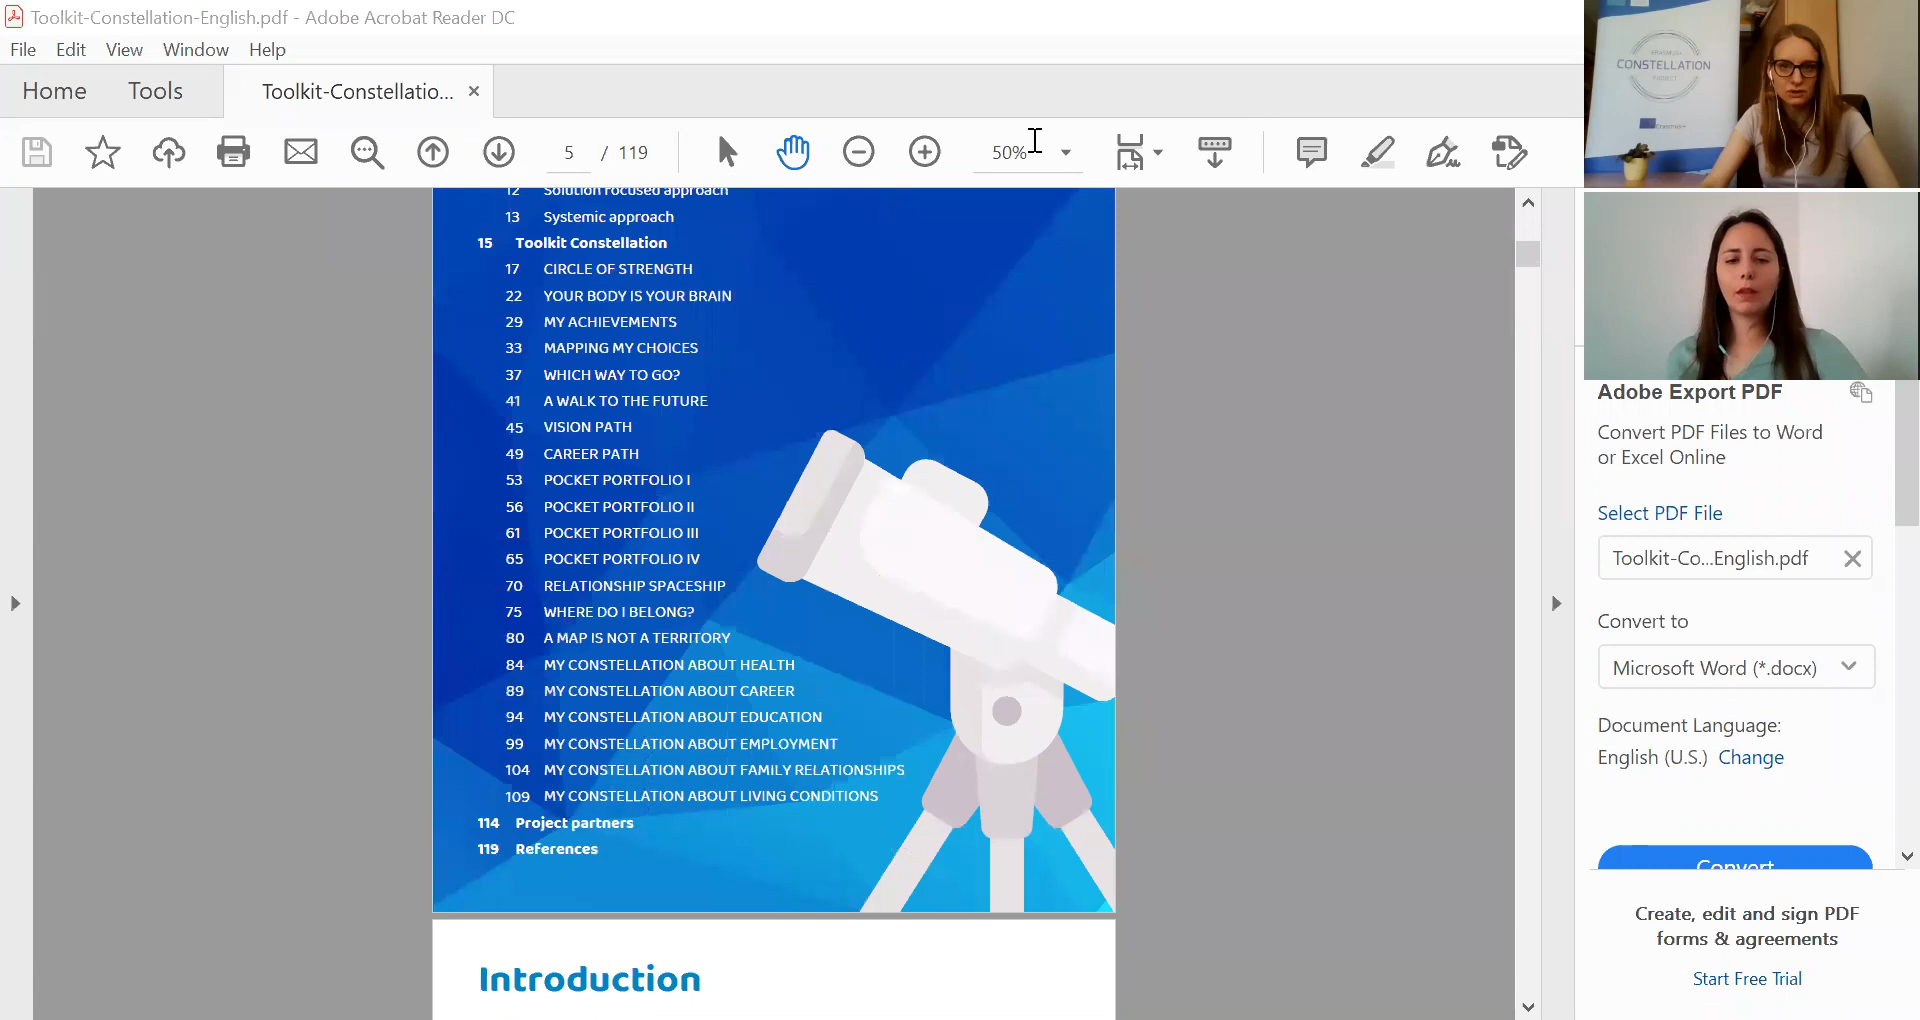 Toolkit-Constellation-English.pdf - Adobe Acrobat Reader DC
File Edit View Window Help
Home Tools Toolkit-Constellatio... ×
5 / 119 50%
12 Solution focused approach
13 Systemic approach
15 Toolkit Constellation
17 CIRCLE OF STRENGTH
22 YOUR BODY IS YOUR BRAIN
29 MY ACHIEVEMENTS
33 MAPPING MY CHOICES
37 WHICH WAY TO GO?
41 A WALK TO THE FUTURE
45 VISION PATH
49 CAREER PATH
53 POCKET PORTFOLIO I
56 POCKET PORTFOLIO II
61 POCKET PORTFOLIO III
65 POCKET PORTFOLIO IV
70 RELATIONSHIP SPACESHIP
75 WHERE DO I BELONG?
80 A MAP IS NOT A TERRITORY
84 MY CONSTELLATION ABOUT HEALTH
89 MY CONSTELLATION ABOUT CAREER
94 MY CONSTELLATION ABOUT EDUCATION
99 MY CONSTELLATION ABOUT EMPLOYMENT
104 MY CONSTELLATION ABOUT FAMILY RELATIONSHIPS
109 MY CONSTELLATION ABOUT LIVING CONDITIONS
114 Project partners
119 References
Introduction
ERASMUS+
CONSTELLATION
PROJECT
Erasmus+
Adobe Export PDF
Convert PDF Files to Word
or Excel Online
Select PDF File
Toolkit-Co...English.pdf
Convert to
Microsoft Word (*.docx)
Document Language:
English (U.S.) Change
Convert
Create, edit and sign PDF
forms & agreements
Start Free Trial